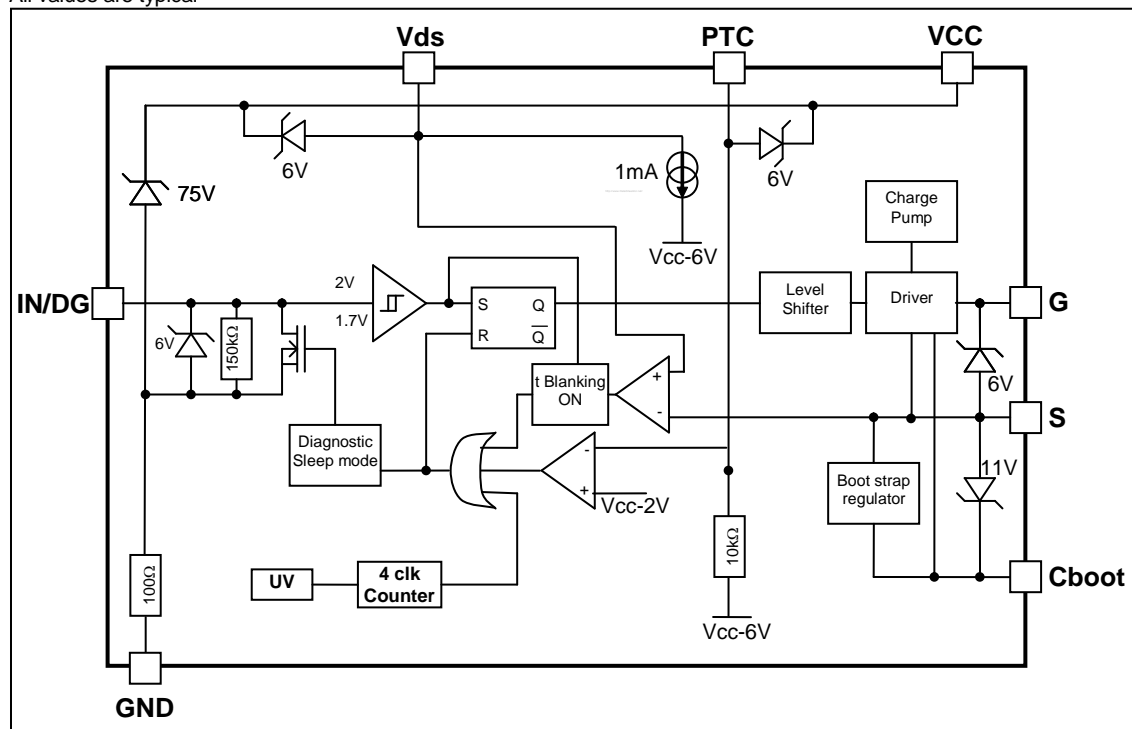 All values are typical
Vds
PTC
VCC
6V
6V
75V
1mA
Vcc-6V
Charge
Pump
IN/DG
2V
1.7V
S
Q
R
Q
Level
Shifter
Driver
G
6V
150kΩ
t Blanking
ON
+
-
6V
S
Diagnostic
Sleep mode
-
+
Vcc-2V
Boot strap
regulator
11V
10kΩ
100Ω
UV
4 clk
Counter
Cboot
Vcc-6V
GND